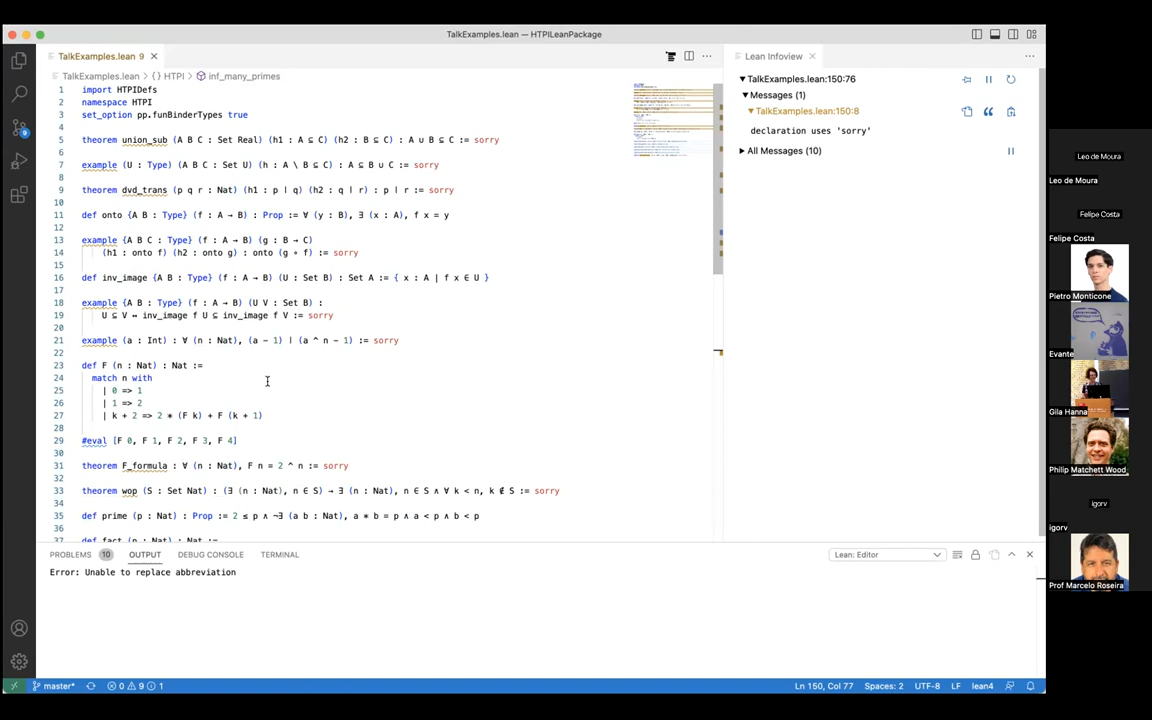 TalkExamples.lean — HTPILeanPackage
TalkExamples.lean 9
TalkExamples.lean > {} HTPI > inf_many_primes
1 import HTPIDefs
2 namespace HTPI
3 set_option pp.funBinderTypes true
4
5 theorem union_sub (A B C : Set Real) (h1 : A ⊆ C) (h2 : B ⊆ C) : A ∪ B ⊆ C := sorry
6
7 example (U : Type) (A B C : Set U) (h : A \ B ⊆ C) : A ⊆ B ∪ C := sorry
8
9 theorem dvd_trans (p q r : Nat) (h1 : p ∣ q) (h2 : q ∣ r) : p ∣ r := sorry
10
11 def onto {A B : Type} (f : A → B) : Prop := ∀ (y : B), ∃ (x : A), f x = y
12
13 example {A B C : Type} (f : A → B) (g : B → C)
14 (h1 : onto f) (h2 : onto g) : onto (g ∘ f) := sorry
15
16 def inv_image {A B : Type} (f : A → B) (U : Set B) : Set A := { x : A | f x ∈ U }
17
18 example {A B : Type} (f : A → B) (U V : Set B) :
19 U ⊆ V ↔ inv_image f U ⊆ inv_image f V := sorry
20
21 example (a : Int) : ∀ (n : Nat), (a - 1) ∣ (a ^ n - 1) := sorry
22
23 def F (n : Nat) : Nat :=
24 match n with
25 | 0 => 1
26 | 1 => 2
27 | k + 2 => 2 * (F k) + F (k + 1)
28
29 #eval [F 0, F 1, F 2, F 3, F 4]
30
31 theorem F_formula : ∀ (n : Nat), F n = 2 ^ n := sorry
32
33 theorem wop (S : Set Nat) : (∃ (n : Nat), n ∈ S) → ∃ (n : Nat), n ∈ S ∧ ∀ k < n, k ∉ S := sorry
34
35 def prime (p : Nat) : Prop := 2 ≤ p ∧ ¬∃ (a b : Nat), a * b = p ∧ a < p ∧ b < p
36
37 def fact (n : Nat) : Nat :=
Lean Infoview
TalkExamples.lean:150:76
Messages (1)
TalkExamples.lean:150:8
declaration uses 'sorry'
All Messages (10)
9
PROBLEMS 10 OUTPUT DEBUG CONSOLE TERMINAL
Lean: Editor
Error: Unable to replace abbreviation
master* 0 9 1
Ln 150, Col 77 Spaces: 2 UTF-8 LF lean4
Leo de Moura
Leo de Moura
Felipe Costa
Felipe Costa
Pietro Monticone
Evante
Gila Hanna
Philip Matchett Wood
igorv
igorv
Prof Marcelo Roseira